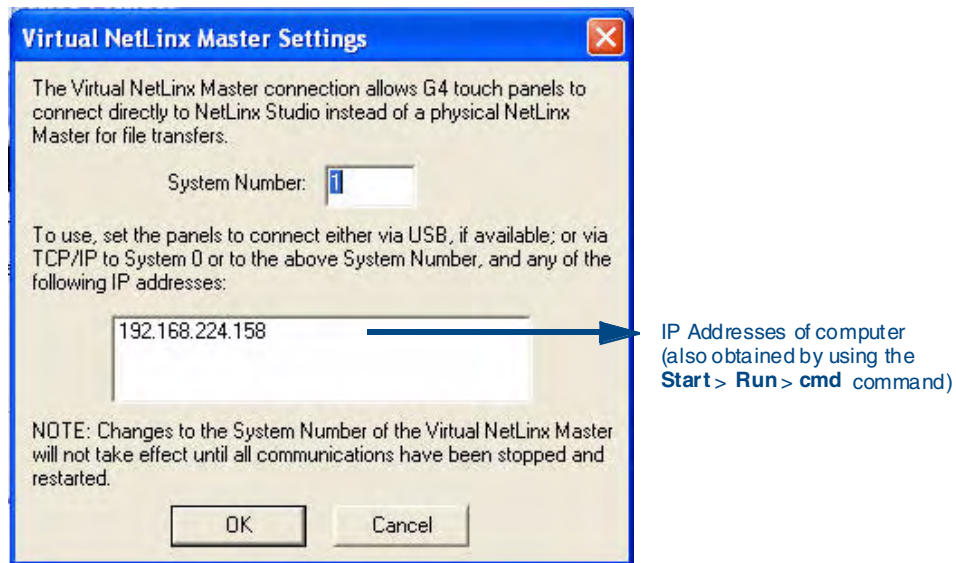 Virtual NetLinx Master Settings
The Virtual NetLinx Master connection allows G4 touch panels to
connect directly to NetLinx Studio instead of a physical NetLinx
Master for file transfers.
System Number: 1
To use, set the panels to connect either via USB, if available; or via
TCP/IP to System 0 or to the above System Number, and any of the
following IP addresses:
192.168.224.158
IP Addresses of computer
(also obtained by using the
Start > Run > cmd command)
NOTE: Changes to the System Number of the Virtual NetLinx Master
will not take effect until all communications have been stopped and
restarted.
OK Cancel